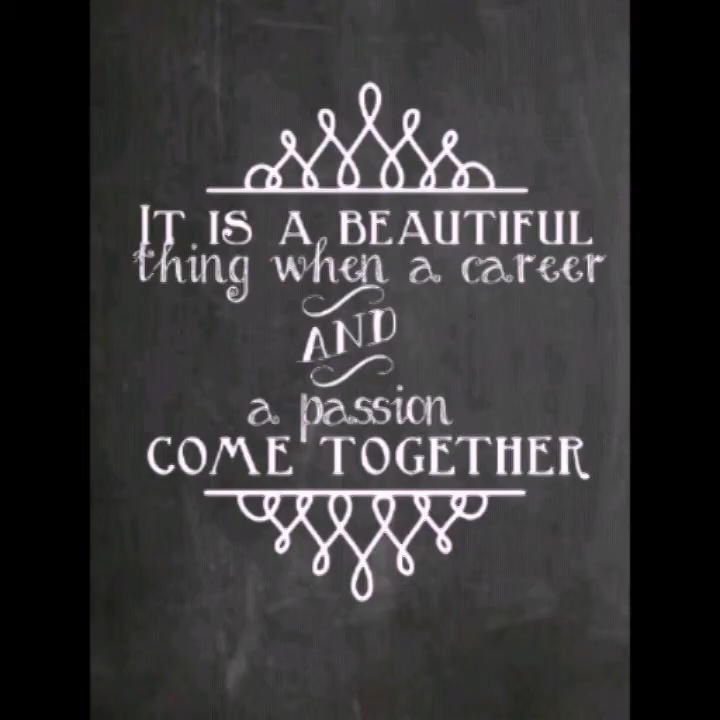 IT IS A BEAUTIFUL
thing when a career
AND
a passion
COME TOGETHER